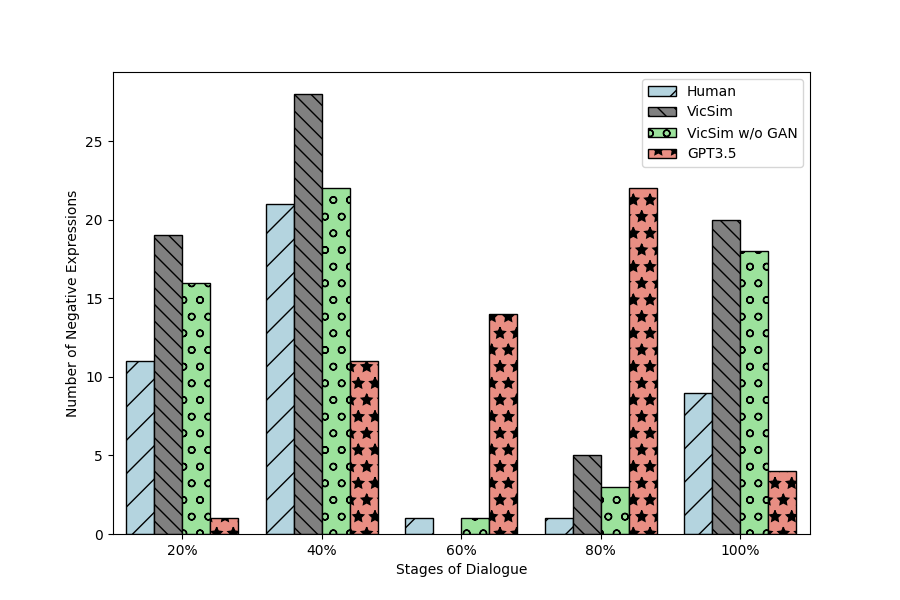 Human
VicSim
VicSim w/o GAN
GPT3.5
Number of Negative Expressions
25
20
15
10
5
0
20%
40%
60%
80%
100%
Stages of Dialogue